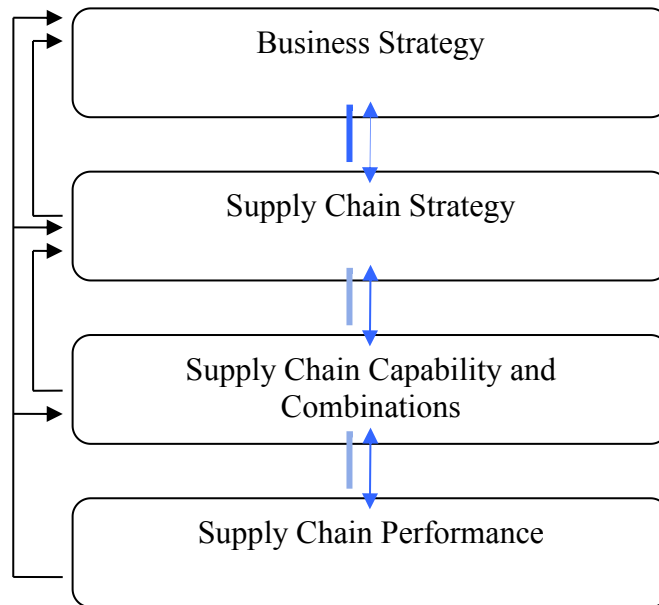 Business Strategy
Supply Chain Strategy
Supply Chain Capability and
Combinations
Supply Chain Performance